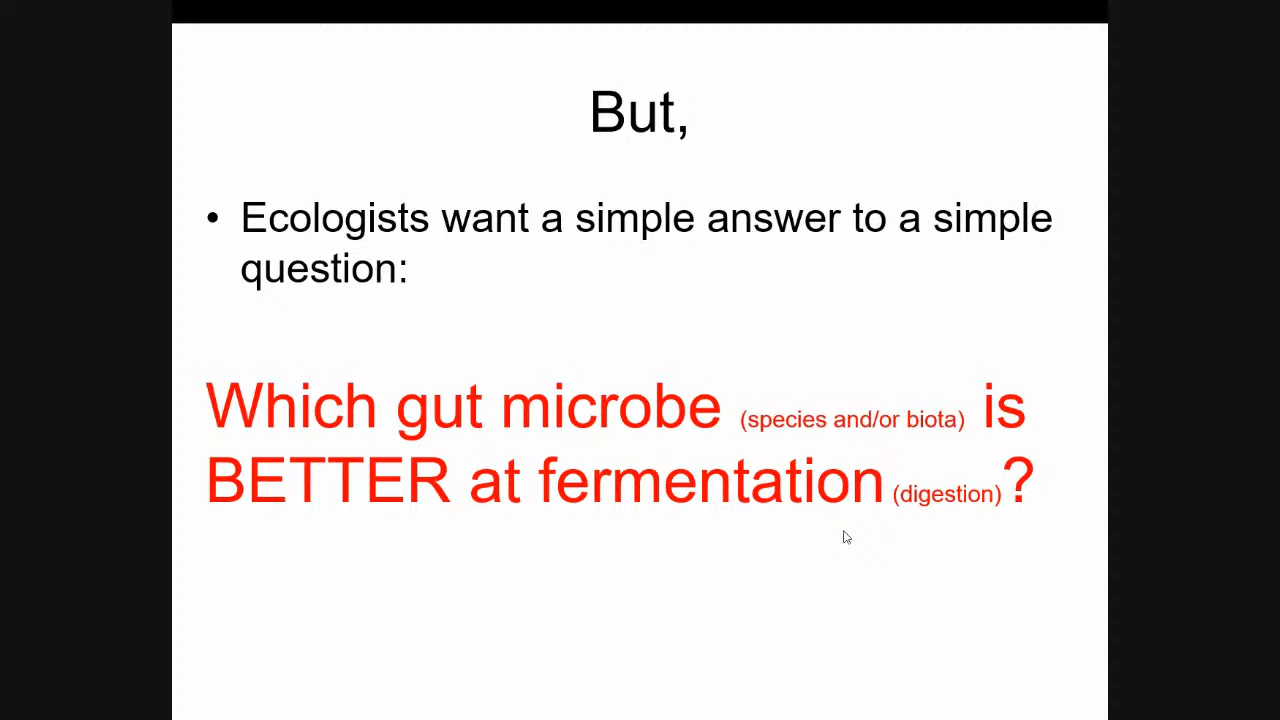 But,
• Ecologists want a simple answer to a simple
question:
Which gut microbe (species and/or biota) is
BETTER at fermentation (digestion)?